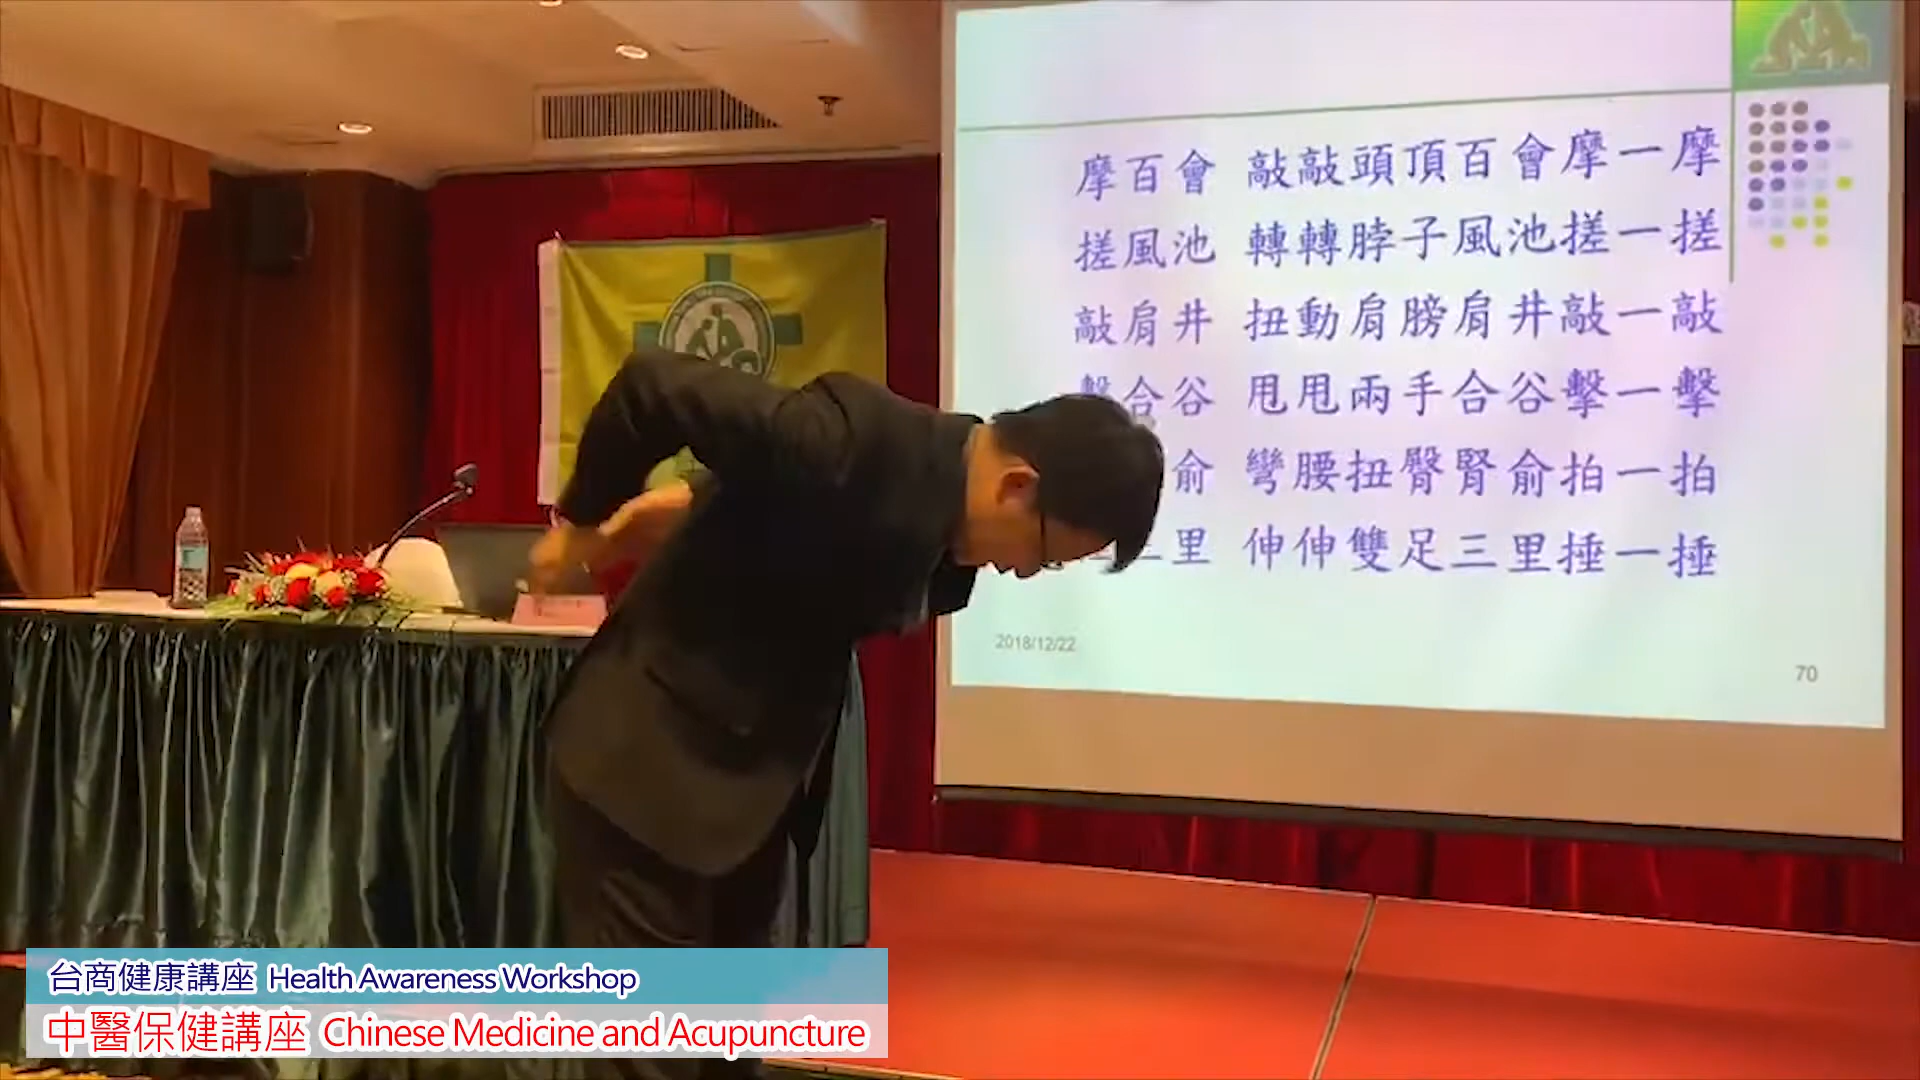 摩百會 敲敲頭頂百會摩一摩
搓風池 轉轉脖子風池搓一搓
敲肩井 扭動肩膀肩井敲一敲
擊合谷 甩甩兩手合谷擊一擊
俞 彎腰扭臀腎俞拍一拍
三里 伸伸雙足三里捶一捶
2018/12/22
70
台商健康講座 Health Awareness Workshop
中醫保健講座 Chinese Medicine and Acupuncture